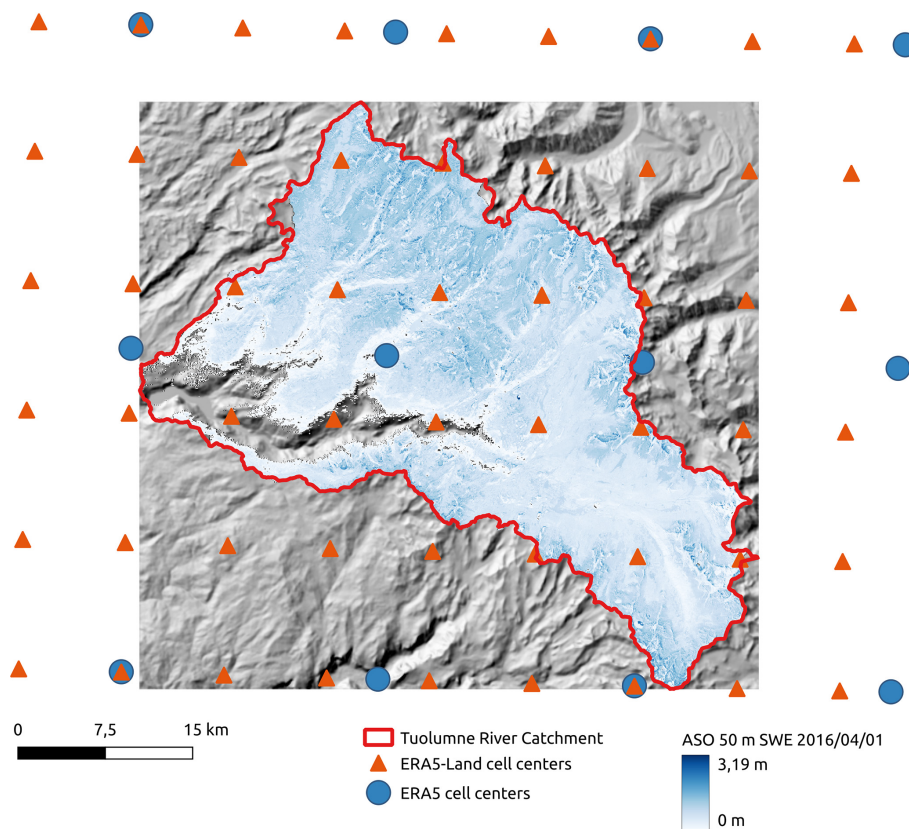 0 7,5 15 km
Tuolumne River Catchment
ERA5-Land cell centers
ERA5 cell centers
ASO 50 m SWE 2016/04/01
3,19 m
0 m